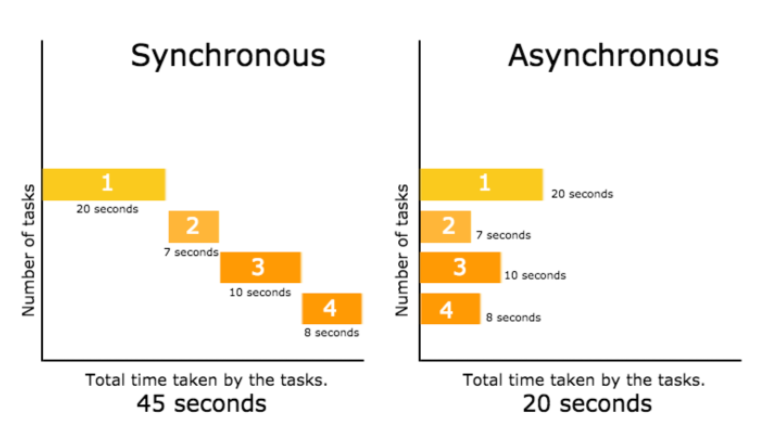 Synchronous
Number of tasks
1
20 seconds
2
7 seconds
3
10 seconds
4
8 seconds
Total time taken by the tasks.
45 seconds
Asynchronous
Number of tasks
1
20 seconds
2
7 seconds
3
10 seconds
4
8 seconds
Total time taken by the tasks.
20 seconds